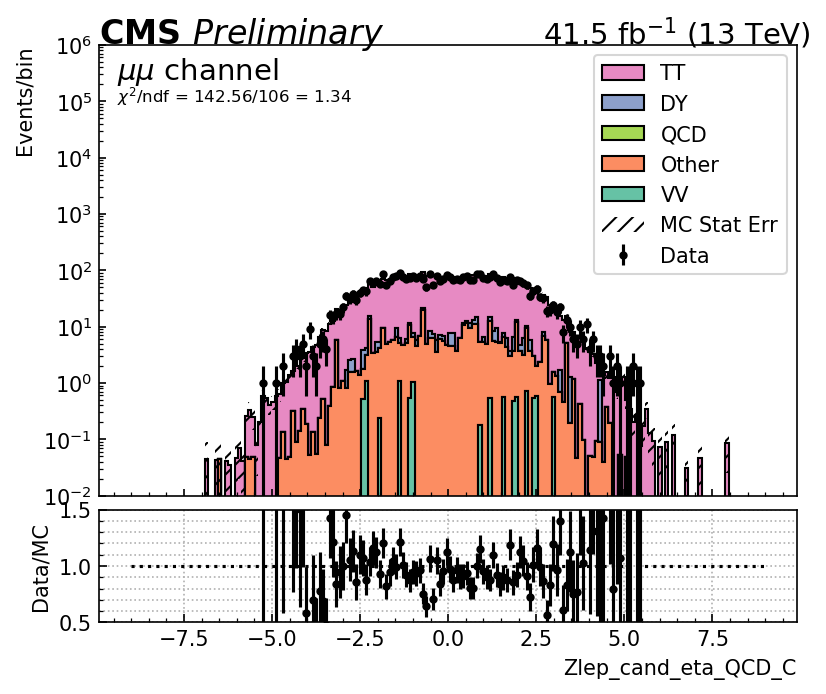 CMS Preliminary 41.5 fb⁻¹ (13 TeV)
Events/bin
μμ channel
χ²/ndf = 142.56/106 = 1.34
10⁶
10⁵
10⁴
10³
10²
10¹
10⁰
10⁻¹
10⁻²
TT
DY
QCD
Other
VV
MC Stat Err
Data
Data/MC
1.5
1.0
0.5
−7.5 −5.0 −2.5 0.0 2.5 5.0 7.5
Zlep_cand_eta_QCD_C